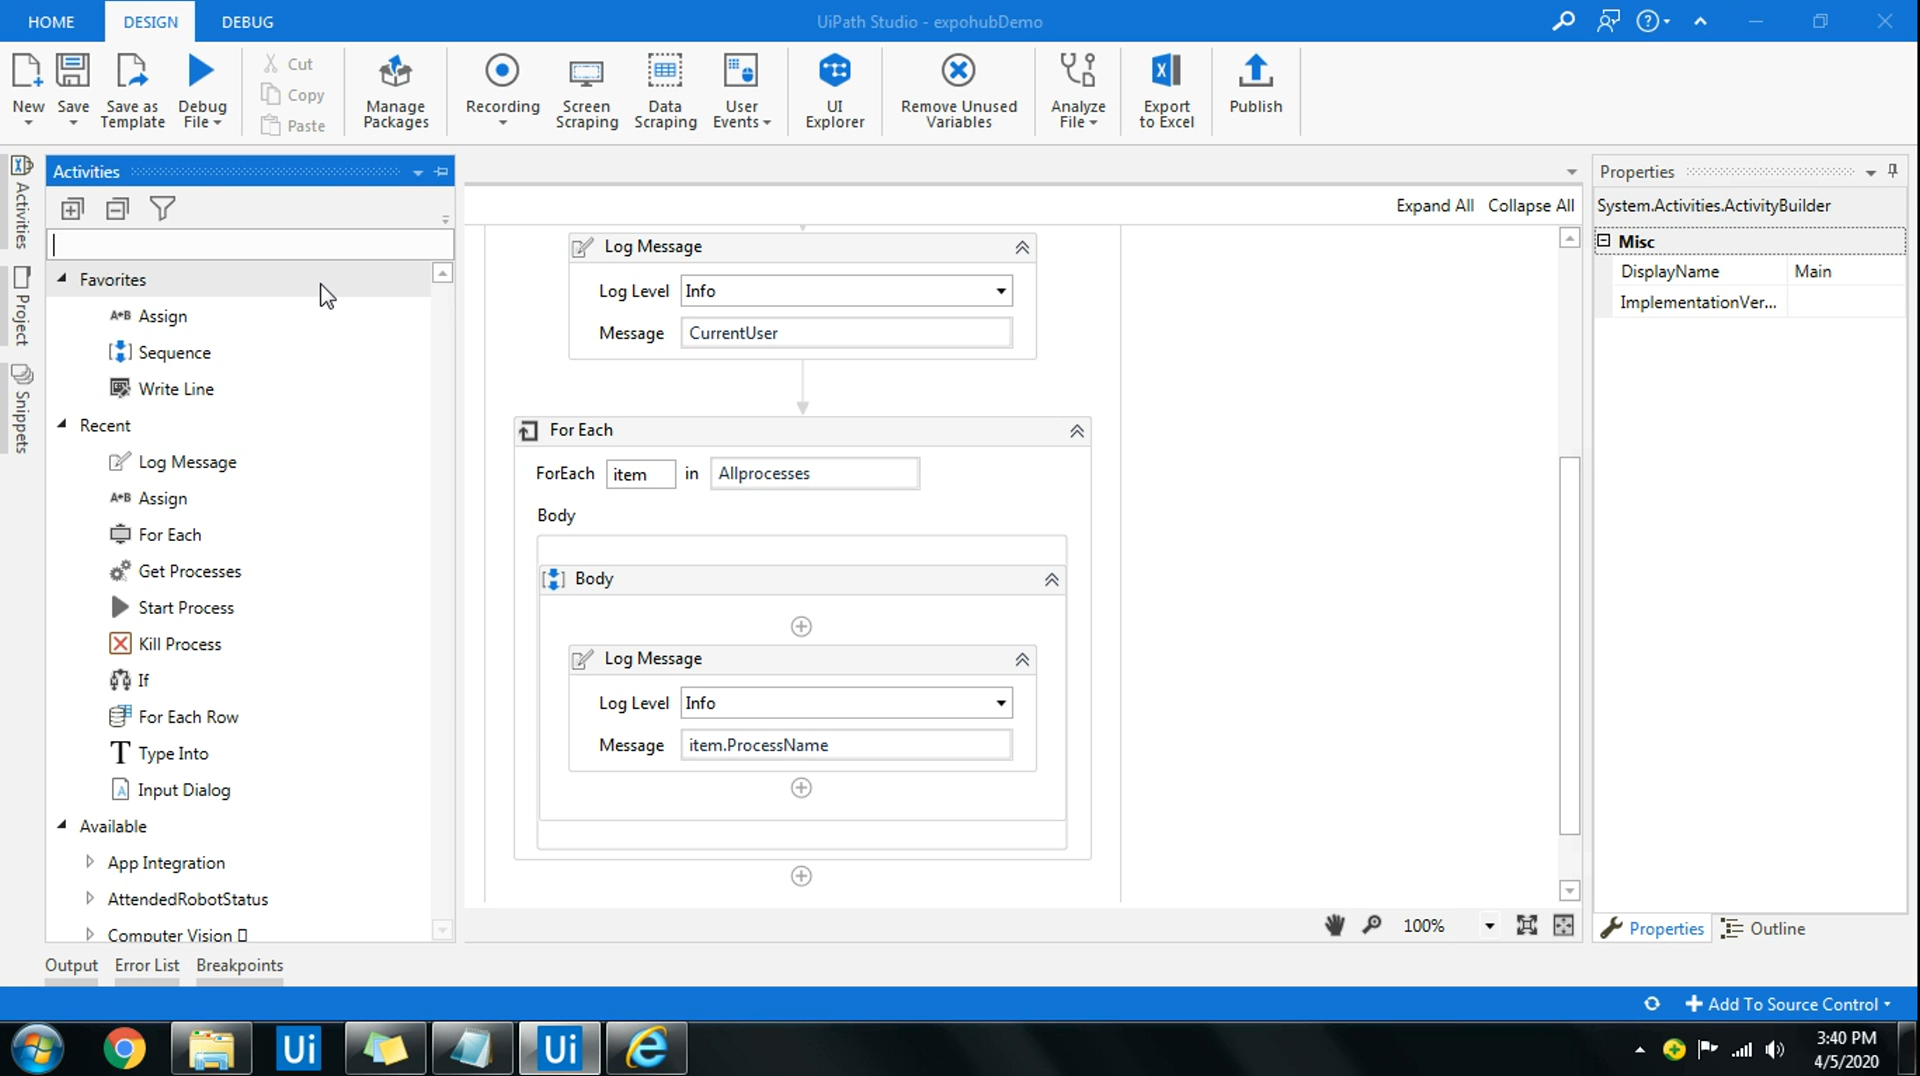 HOME DESIGN DEBUG UiPath Studio - expohubDemo
New
Save
Save as Template
Debug File
Cut
Copy
Paste
Manage Packages
Recording
Screen Scraping
Data Scraping
User Events
UI Explorer
Remove Unused Variables
Analyze File
Export to Excel
Publish
Activities
Project
Snippets
Activities
Favorites
Assign
Sequence
Write Line
Recent
Log Message
Assign
For Each
Get Processes
Start Process
Kill Process
If
For Each Row
Type Into
Input Dialog
Available
App Integration
AttendedRobotStatus
Computer Vision
Expand All Collapse All
Log Message
Log Level Info
Message CurrentUser
For Each
ForEach item in Allprocesses
Body
Body
Log Message
Log Level Info
Message item.ProcessName
100%
Properties
System.Activities.ActivityBuilder
Misc
DisplayName Main
ImplementationVer...
Properties Outline
Output Error List Breakpoints
Add To Source Control
Ui
Ui
3:40 PM
4/5/2020